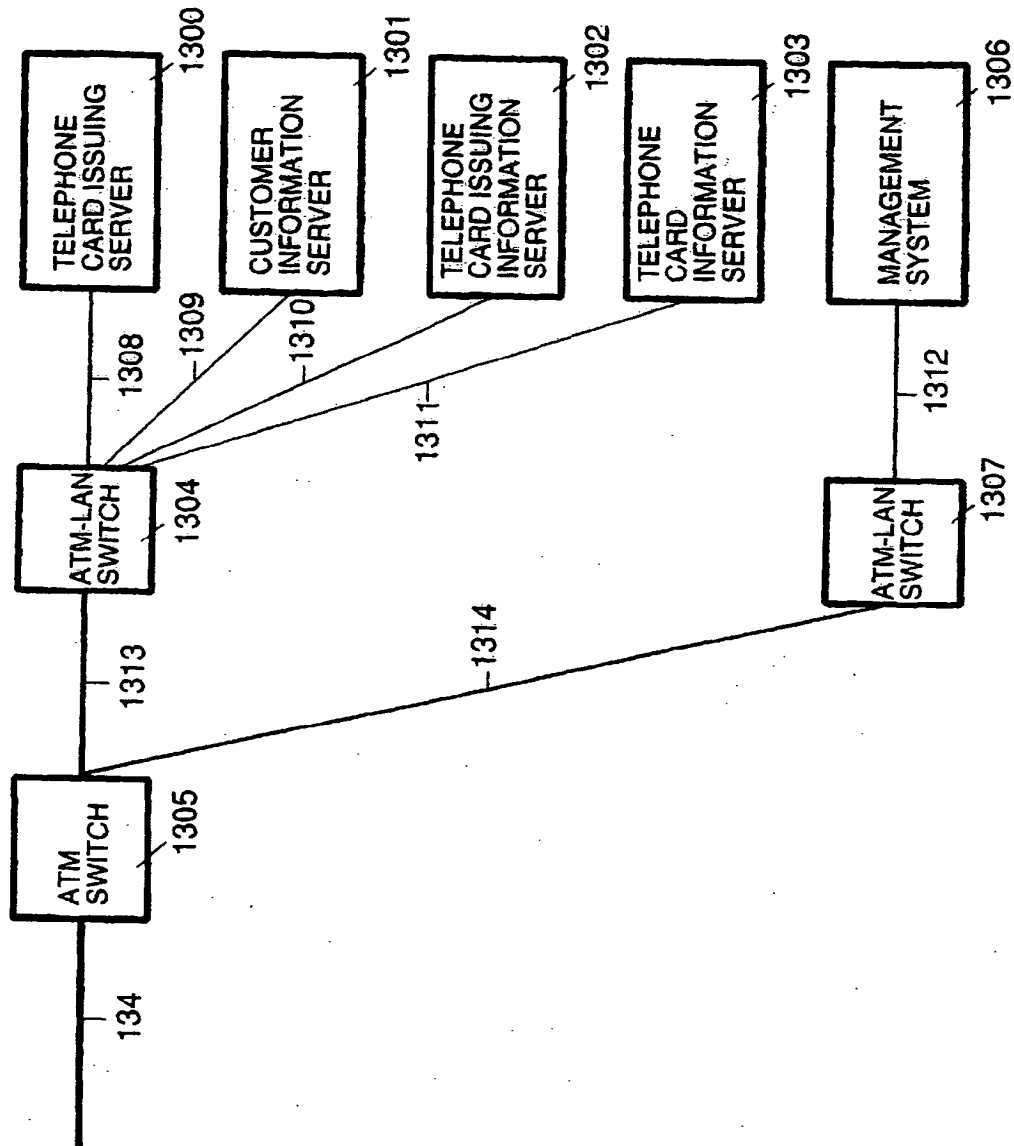 TELEPHONE
CARD ISSUING
SERVER
1300
CUSTOMER
INFORMATION
SERVER
1301
TELEPHONE
CARD ISSUING
INFORMATION
SERVER
1302
TELEPHONE
CARD
INFORMATION
SERVER
1303
MANAGEMENT
SYSTEM
1306
1308
1309
1310
1311
1312
ATM-LAN
SWITCH
1304
ATM-LAN
SWITCH
1307
1313
1314
ATM
SWITCH
1305
134